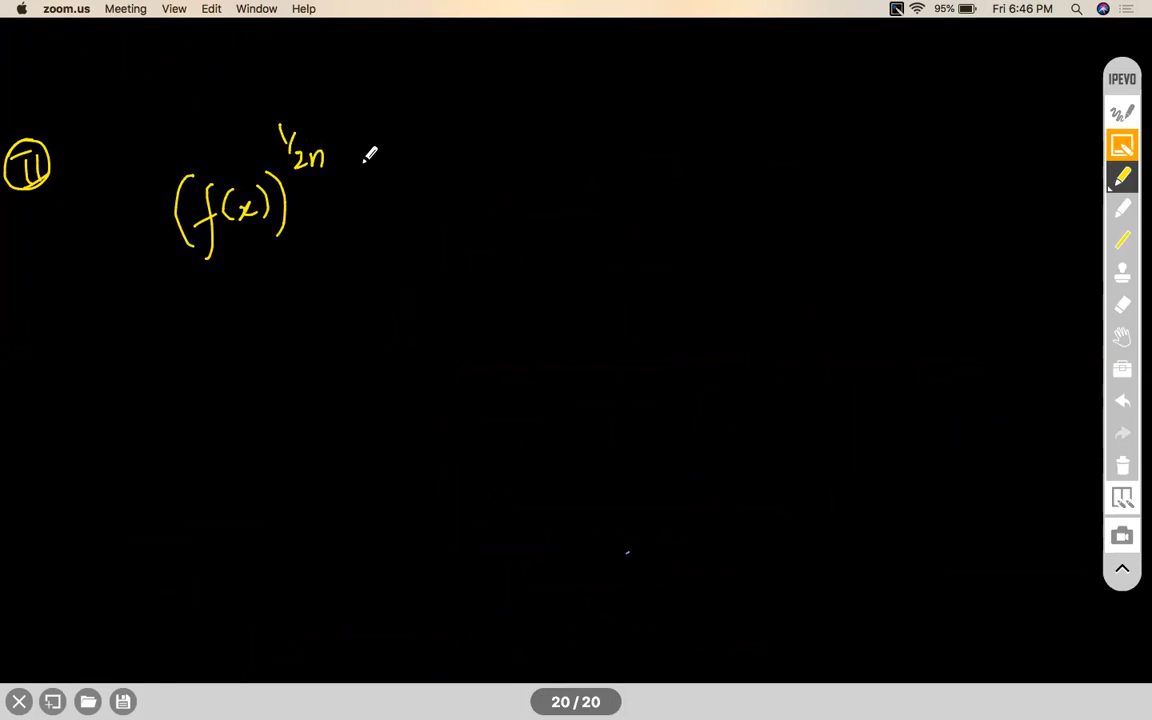 zoom.us Meeting View Edit Window Help 95% Fri 6:46 PM
IPEVO
II (f(x))^{1/2n}
20 / 20